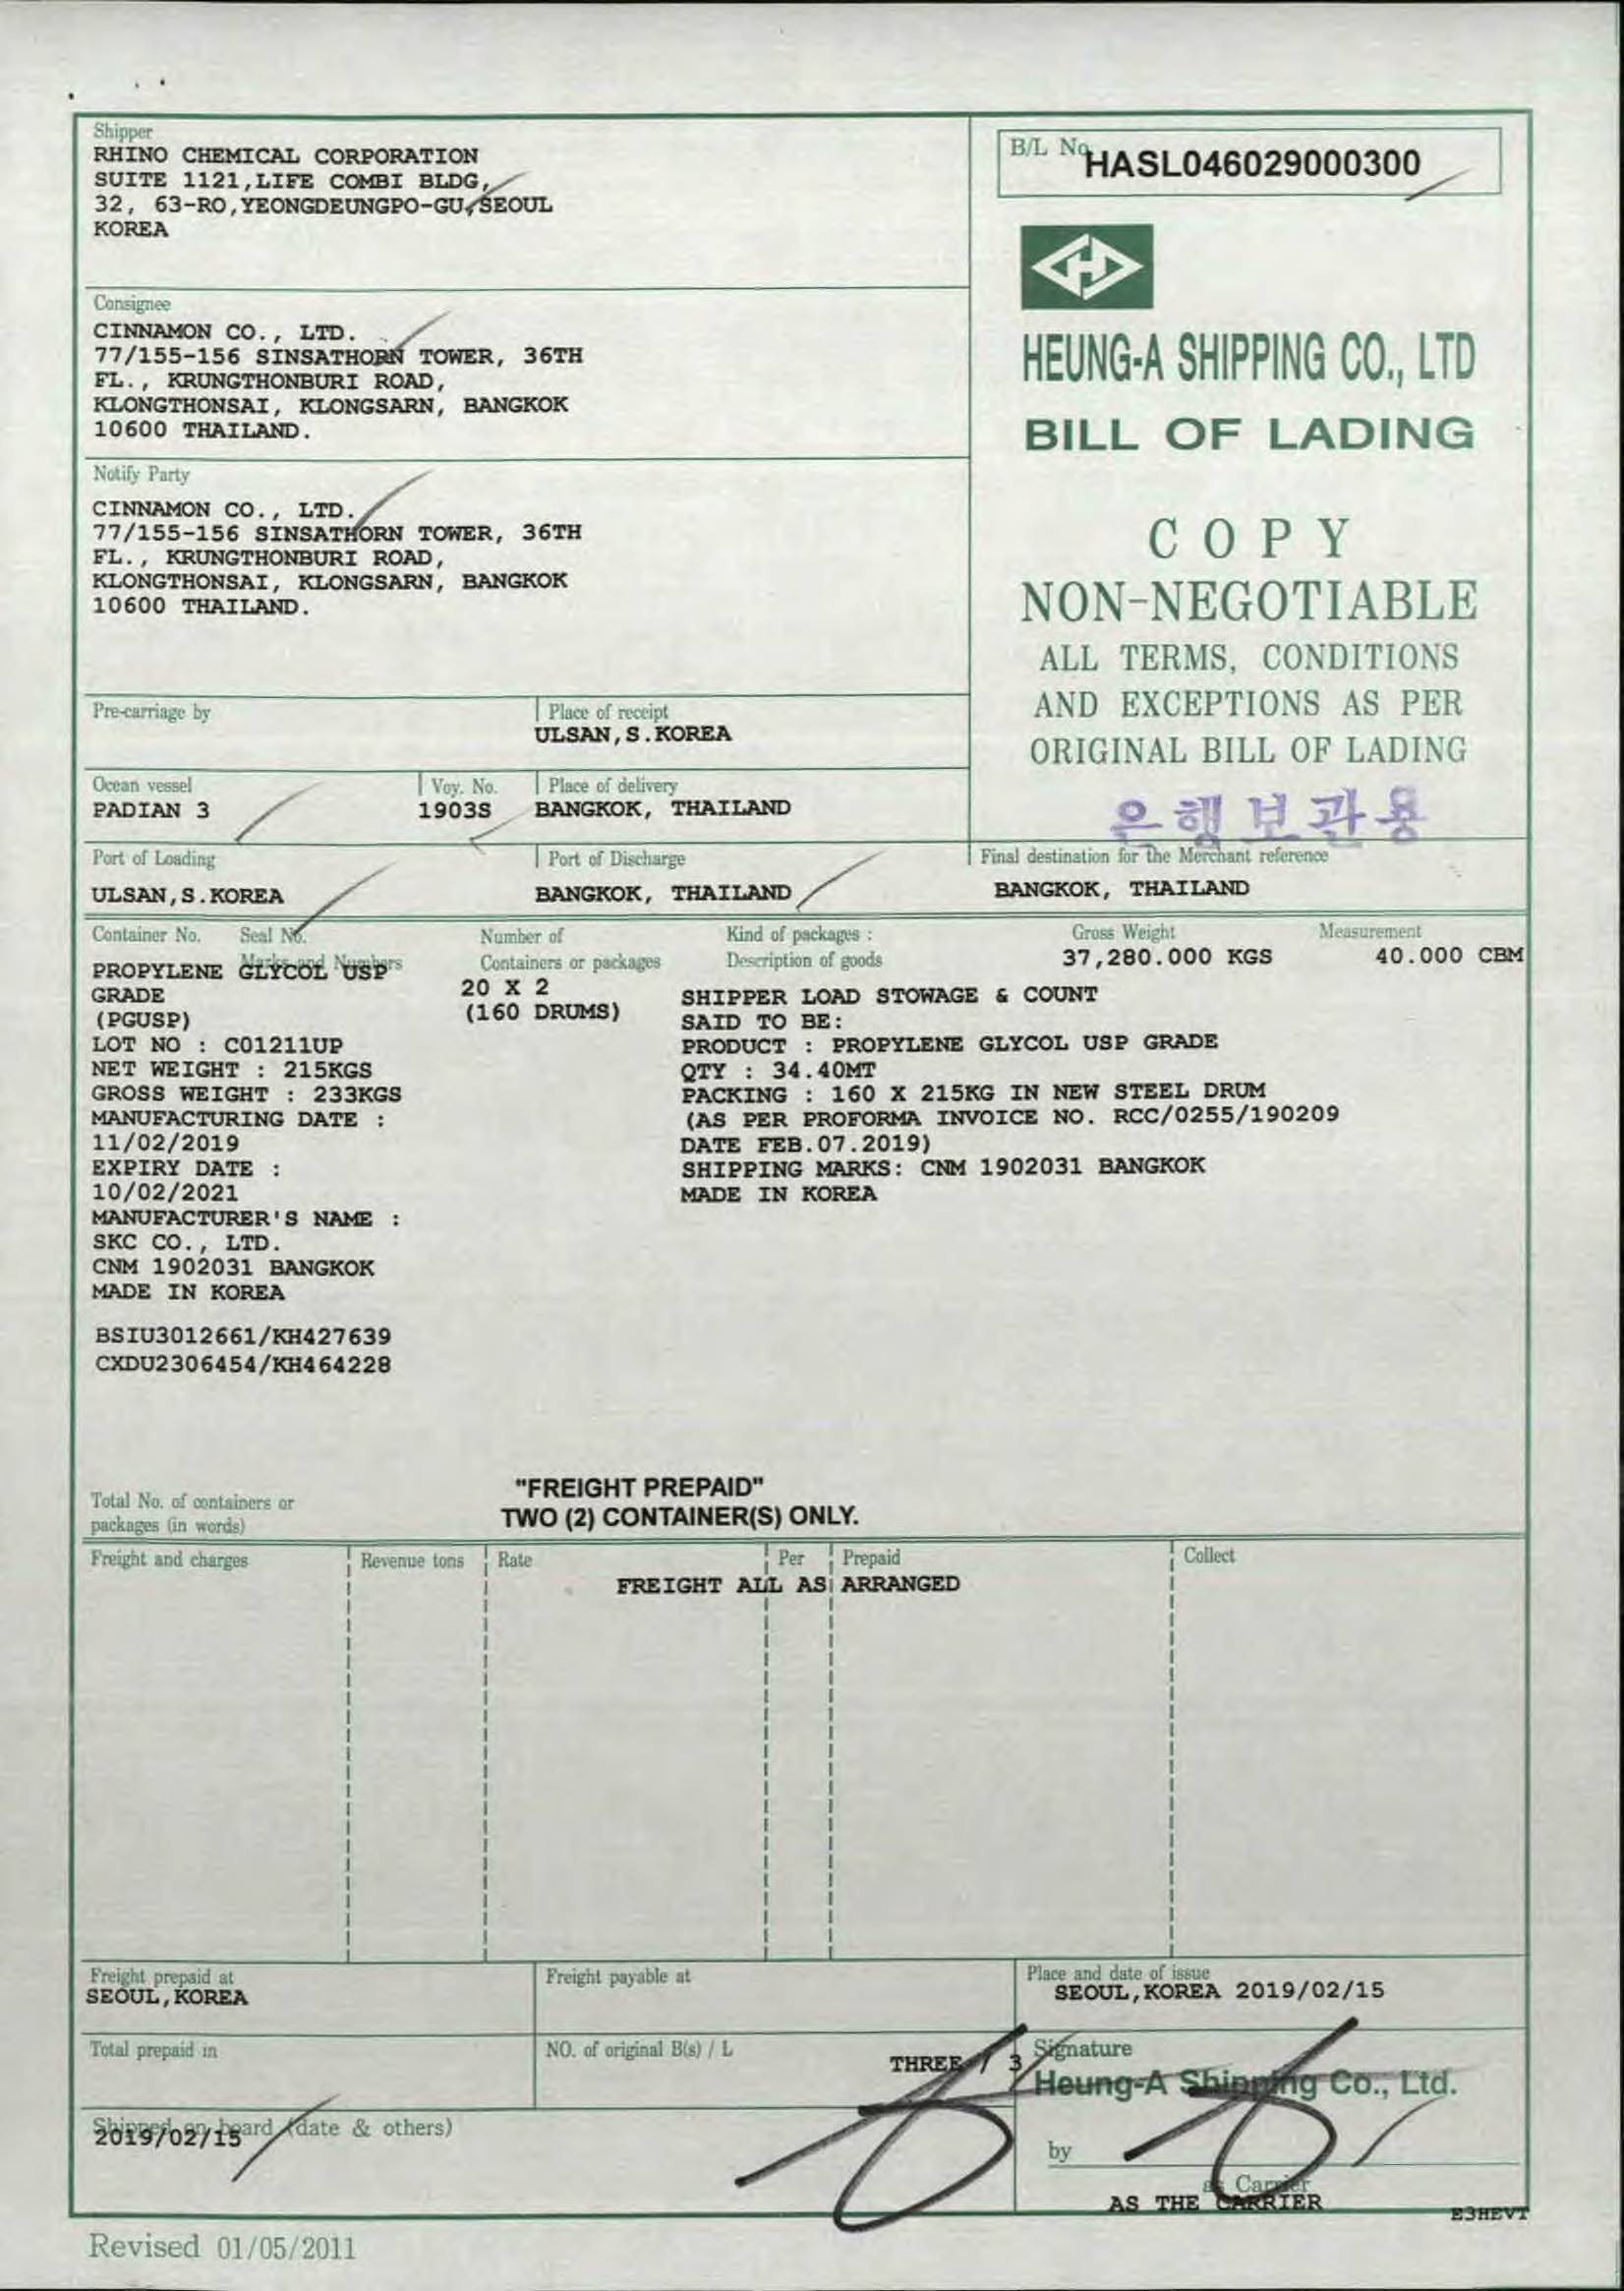 Shipper
RHINO CHEMICAL CORPORATION
SUITE 1121,LIFE COMBI BLDG,
32, 63-RO,YEONGDEUNGPO-GU,SEOUL
KOREA
B/L No.
HASL046029000300
Consignee
CINNAMON CO., LTD.
77/155-156 SINSATHORN TOWER, 36TH
FL., KRUNGTHONBURI ROAD,
KLONGTHONSAI, KLONGSARN, BANGKOK
10600 THAILAND.
HEUNG-A SHIPPING CO., LTD
BILL OF LADING
Notify Party
CINNAMON CO., LTD.
77/155-156 SINSATHORN TOWER, 36TH
FL., KRUNGTHONBURI ROAD,
KLONGTHONSAI, KLONGSARN, BANGKOK
10600 THAILAND.
COPY
NON-NEGOTIABLE
ALL TERMS, CONDITIONS
AND EXCEPTIONS AS PER
ORIGINAL BILL OF LADING
은행보관용
Pre-carriage by
Place of receipt
ULSAN,S.KOREA
Ocean vessel
PADIAN 3
Voy. No.
1903S
Place of delivery
BANGKOK, THAILAND
Port of Loading
ULSAN,S.KOREA
Port of Discharge
BANGKOK, THAILAND
Final destination for the Merchant reference
BANGKOK, THAILAND
Container No. Seal No.
Marks and Numbers
Number of
Containers or packages
Kind of packages :
Description of goods
Gross Weight
37,280.000 KGS
Measurement
40.000 CBM
PROPYLENE GLYCOL USP
GRADE
(PGUSP)
LOT NO : C01211UP
NET WEIGHT : 215KGS
GROSS WEIGHT : 233KGS
MANUFACTURING DATE :
11/02/2019
EXPIRY DATE :
10/02/2021
MANUFACTURER'S NAME :
SKC CO., LTD.
CNM 1902031 BANGKOK
MADE IN KOREA
BSIU3012661/KH427639
CXDU2306454/KH464228
20 X 2
(160 DRUMS)
SHIPPER LOAD STOWAGE & COUNT
SAID TO BE:
PRODUCT : PROPYLENE GLYCOL USP GRADE
QTY : 34.40MT
PACKING : 160 X 215KG IN NEW STEEL DRUM
(AS PER PROFORMA INVOICE NO. RCC/0255/190209
DATE FEB.07.2019)
SHIPPING MARKS: CNM 1902031 BANGKOK
MADE IN KOREA
Total No. of containers or
packages (in words)
"FREIGHT PREPAID"
TWO (2) CONTAINER(S) ONLY.
Freight and charges
Revenue tons
Rate
Per
Prepaid
Collect
FREIGHT ALL AS ARRANGED
Freight prepaid at
SEOUL,KOREA
Freight payable at
Place and date of issue
SEOUL,KOREA 2019/02/15
Total prepaid in
NO. of original B(s) / L
THREE / 3
Signature
Heung-A Shipping Co., Ltd.
Shipped on board (date & others)
2019/02/15
by
as Carrier
AS THE CARRIER
E3HEVT
Revised 01/05/2011